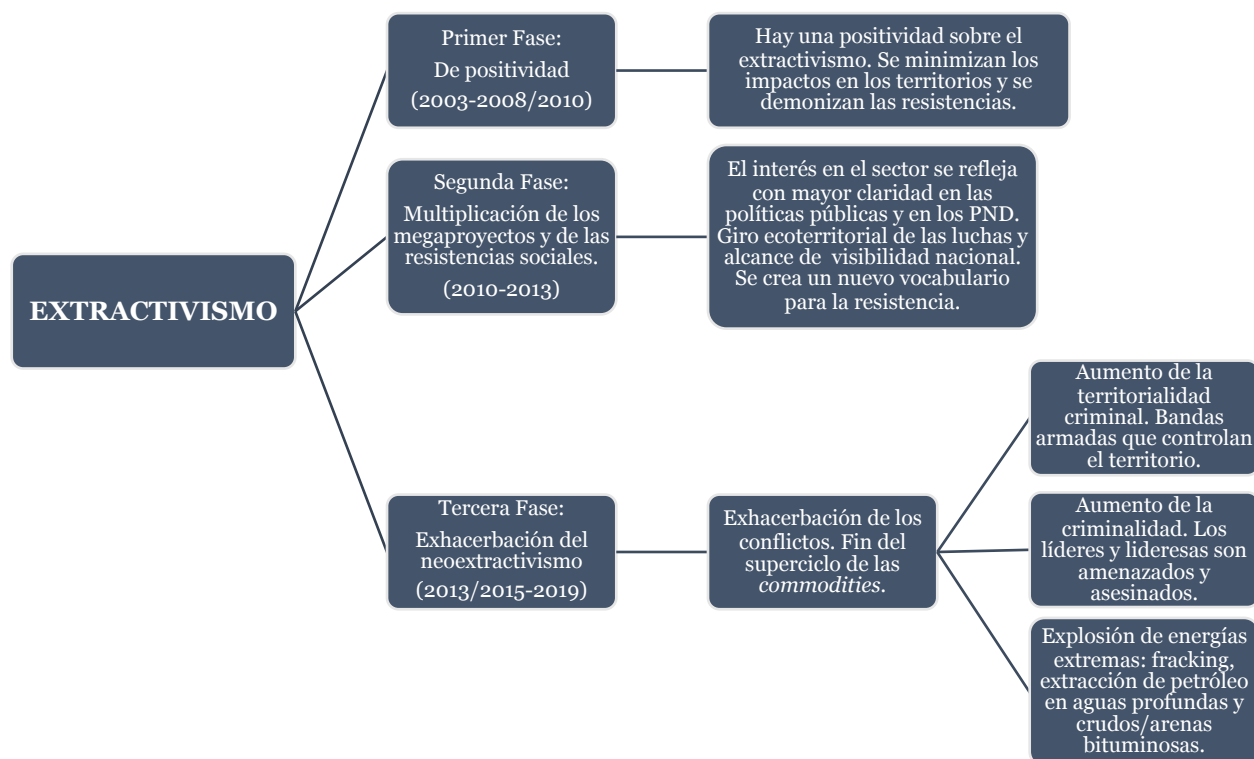 EXTRACTIVISMO
Primer Fase:
De positividad
(2003-2008/2010)
Hay una positividad sobre el
extractivismo. Se minimizan los
impactos en los territorios y se
demonizan las resistencias.
Segunda Fase:
Multiplicación de los
megaproyectos y de las
resistencias sociales.
(2010-2013)
El interés en el sector se refleja
con mayor claridad en las
políticas públicas y en los PND.
Giro ecoterritorial de las luchas y
alcance de visibilidad nacional.
Se crea un nuevo vocabulario
para la resistencia.
Tercera Fase:
Exhacerbación del
neoextractivismo
(2013/2015-2019)
Exhacerbación de los
conflictos. Fin del
superciclo de las
commodities.
Aumento de la
territorialidad
criminal. Bandas
armadas que controlan
el territorio.
Aumento de la
criminalidad. Los
líderes y lideresas son
amenazados y
asesinados.
Explosión de energías
extremas: fracking,
extracción de petróleo
en aguas profundas y
crudos/arenas
bituminosas.